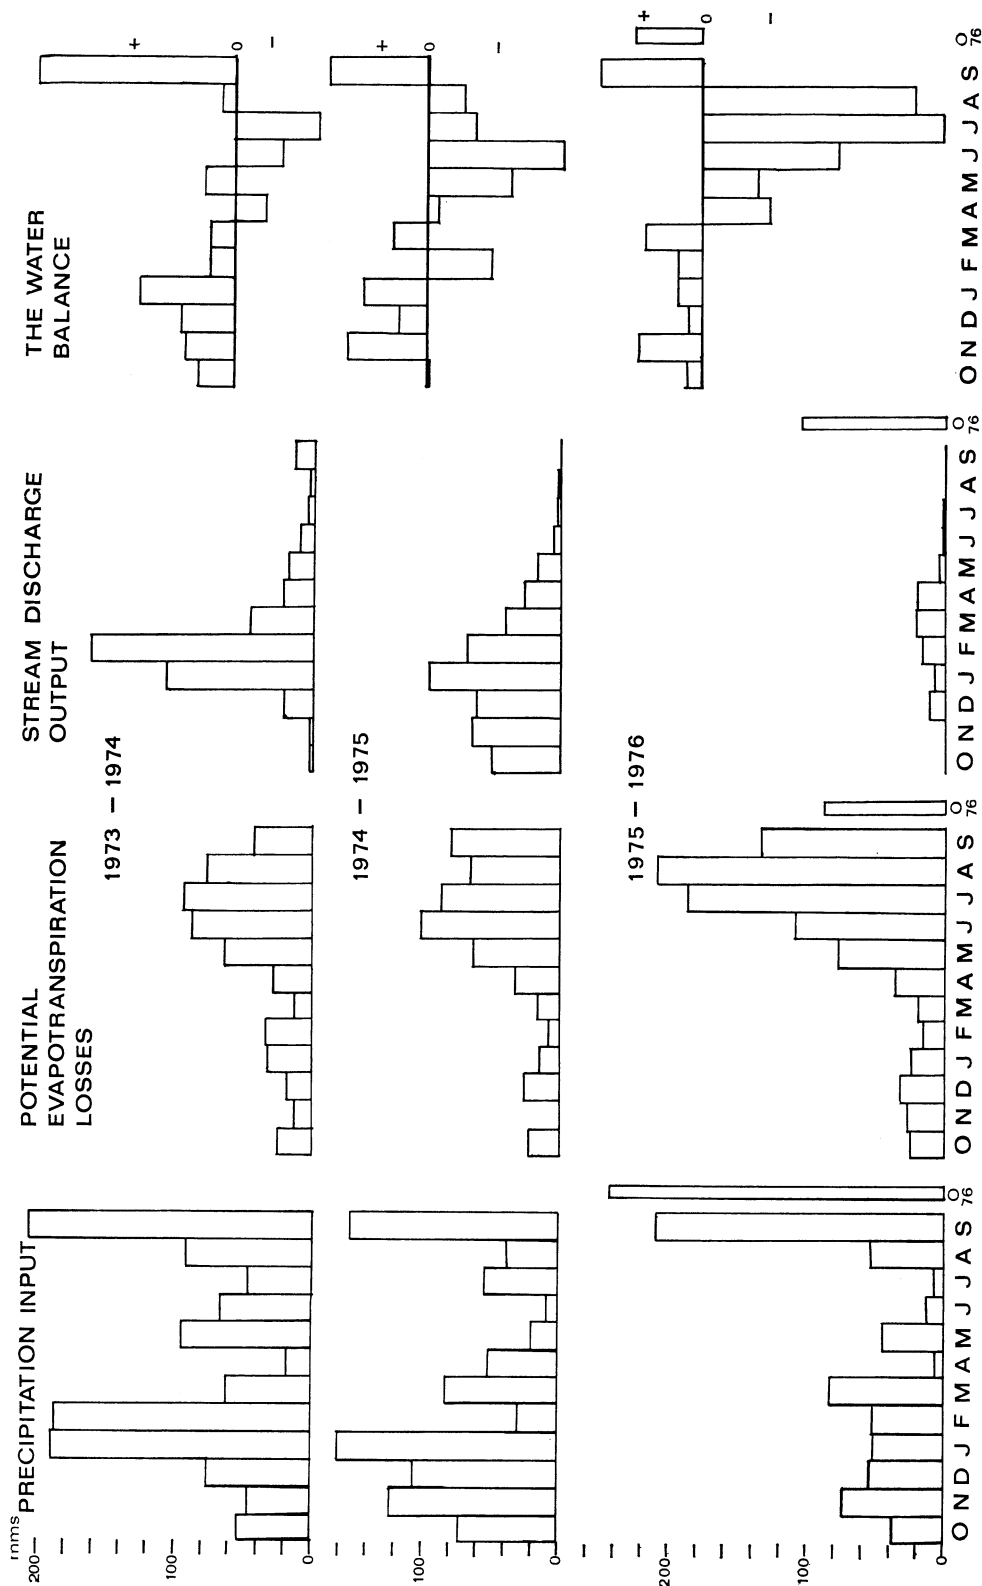 PRECIPITATION INPUT
POTENTIAL
EVAPOTRANSPIRATION
LOSSES
STREAM DISCHARGE
OUTPUT
THE WATER
BALANCE
mms
200
100
0
1973 – 1974
+
0
–
100
0
1974 – 1975
+
0
–
200
100
0
1975 – 1976
+
0
–
O N D J F M A M J J A S O 76
O N D J F M A M J J A S O 76
O N D J F M A M J J A S O 76
O N D J F M A M J J A S O 76